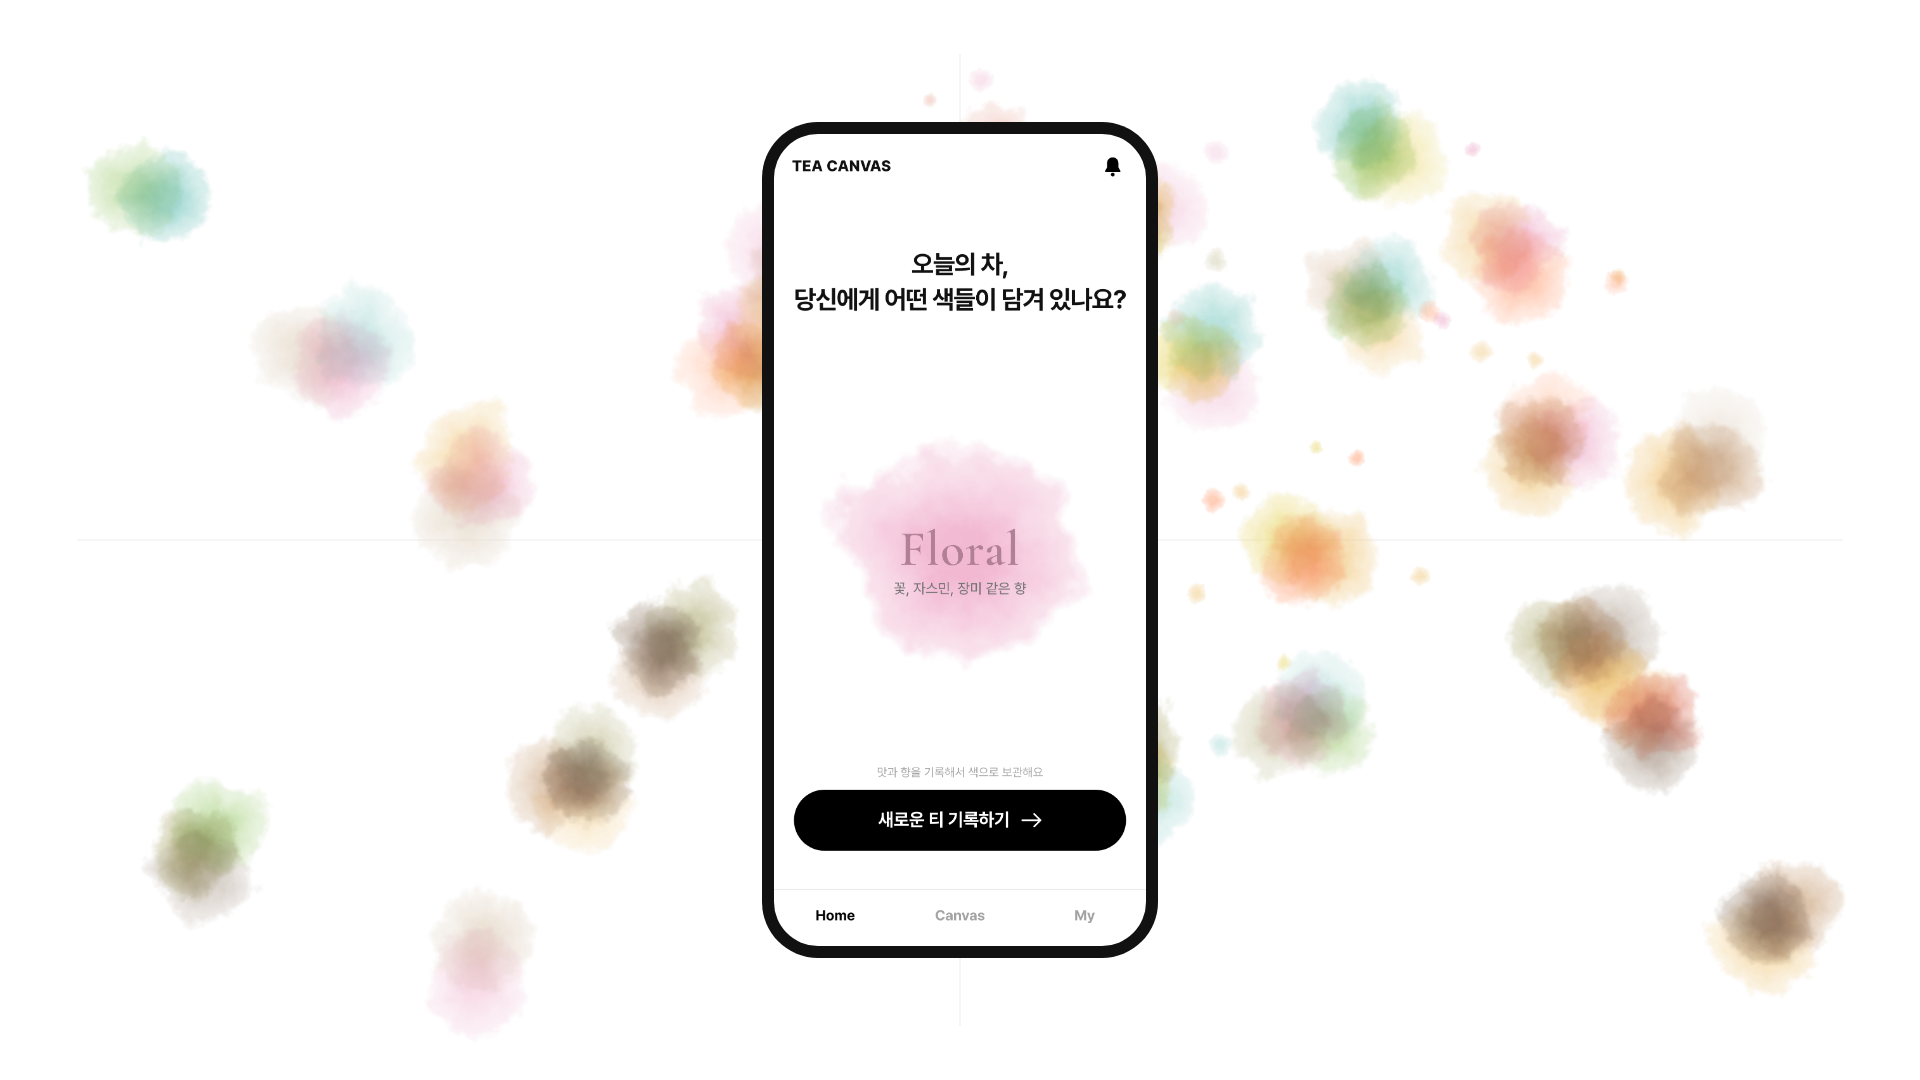 TEA CANVAS
오늘의 차,
당신에게 어떤 색들이 담겨 있나요?
Floral
꽃, 자스민, 장미 같은 향
맛과 향을 기록해서 색으로 보관해요
새로운 티 기록하기 →
Home
Canvas
My